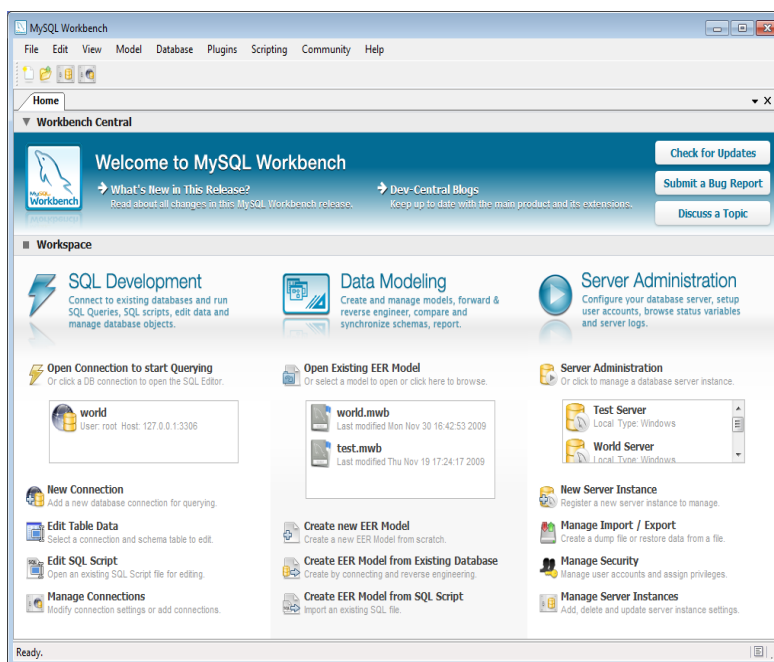 MySQL Workbench
File Edit View Model Database Plugins Scripting Community Help
Home
Workbench Central
MySQL
Workbench
Welcome to MySQL Workbench
What's New in This Release?
Read about all changes in this MySQL Workbench release.
Dev-Central Blogs
Keep up to date with the main product and its extensions.
Check for Updates
Submit a Bug Report
Discuss a Topic
Workspace
SQL Development
Connect to existing databases and run
SQL Queries, SQL scripts, edit data and
manage database objects.
Open Connection to start Querying
Or click a DB connection to open the SQL Editor.
world
User: root Host: 127.0.0.1:3306
New Connection
Add a new database connection for querying.
Edit Table Data
Select a connection and schema table to edit.
Edit SQL Script
Open an existing SQL Script file for editing.
Manage Connections
Modify connection settings or add connections.
Data Modeling
Create and manage models, forward &
reverse engineer, compare and
synchronize schemas, report.
Open Existing EER Model
Or select a model to open or click here to browse.
world.mwb
Last modified Mon Nov 30 16:42:53 2009
test.mwb
Last modified Thu Nov 19 17:24:17 2009
Create new EER Model
Create a new EER Model from scratch.
Create EER Model from Existing Database
Create by connecting and reverse engineering.
Create EER Model from SQL Script
Import an existing SQL file.
Server Administration
Configure your database server, setup
user accounts, browse status variables
and server logs.
Server Administration
Or click to manage a database server instance.
Test Server
Local Type: Windows
World Server
Local Type: Windows
New Server Instance
Register a new server instance to manage.
Manage Import / Export
Create a dump file or restore data from a file.
Manage Security
Manage user accounts and assign privileges.
Manage Server Instances
Add, delete and update server instance settings.
Ready.